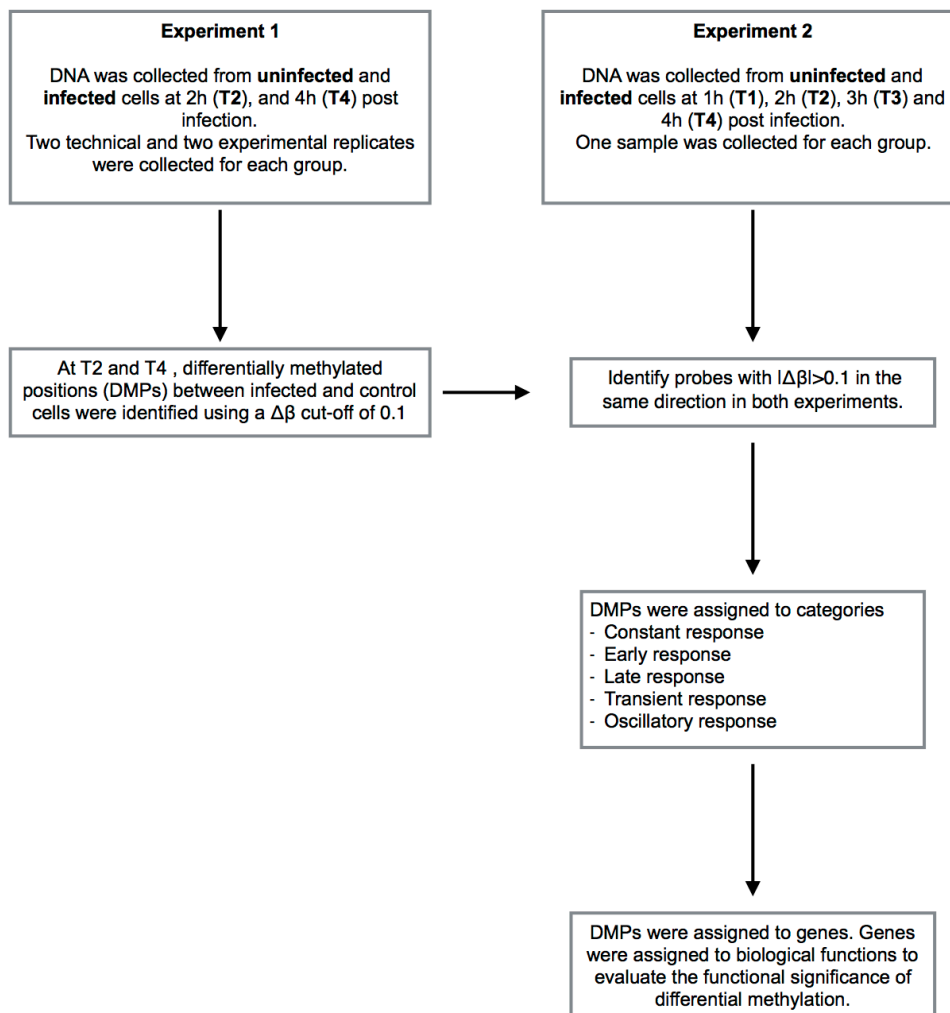 Experiment 1
DNA was collected from uninfected and
infected cells at 2h (T2), and 4h (T4) post
infection.
Two technical and two experimental replicates
were collected for each group.
Experiment 2
DNA was collected from uninfected and
infected cells at 1h (T1), 2h (T2), 3h (T3) and
4h (T4) post infection.
One sample was collected for each group.
At T2 and T4 , differentially methylated
positions (DMPs) between infected and control
cells were identified using a Δβ cut-off of 0.1
Identify probes with |Δβ|>0.1 in the
same direction in both experiments.
DMPs were assigned to categories
- Constant response
- Early response
- Late response
- Transient response
- Oscillatory response
DMPs were assigned to genes. Genes
were assigned to biological functions to
evaluate the functional significance of
differential methylation.